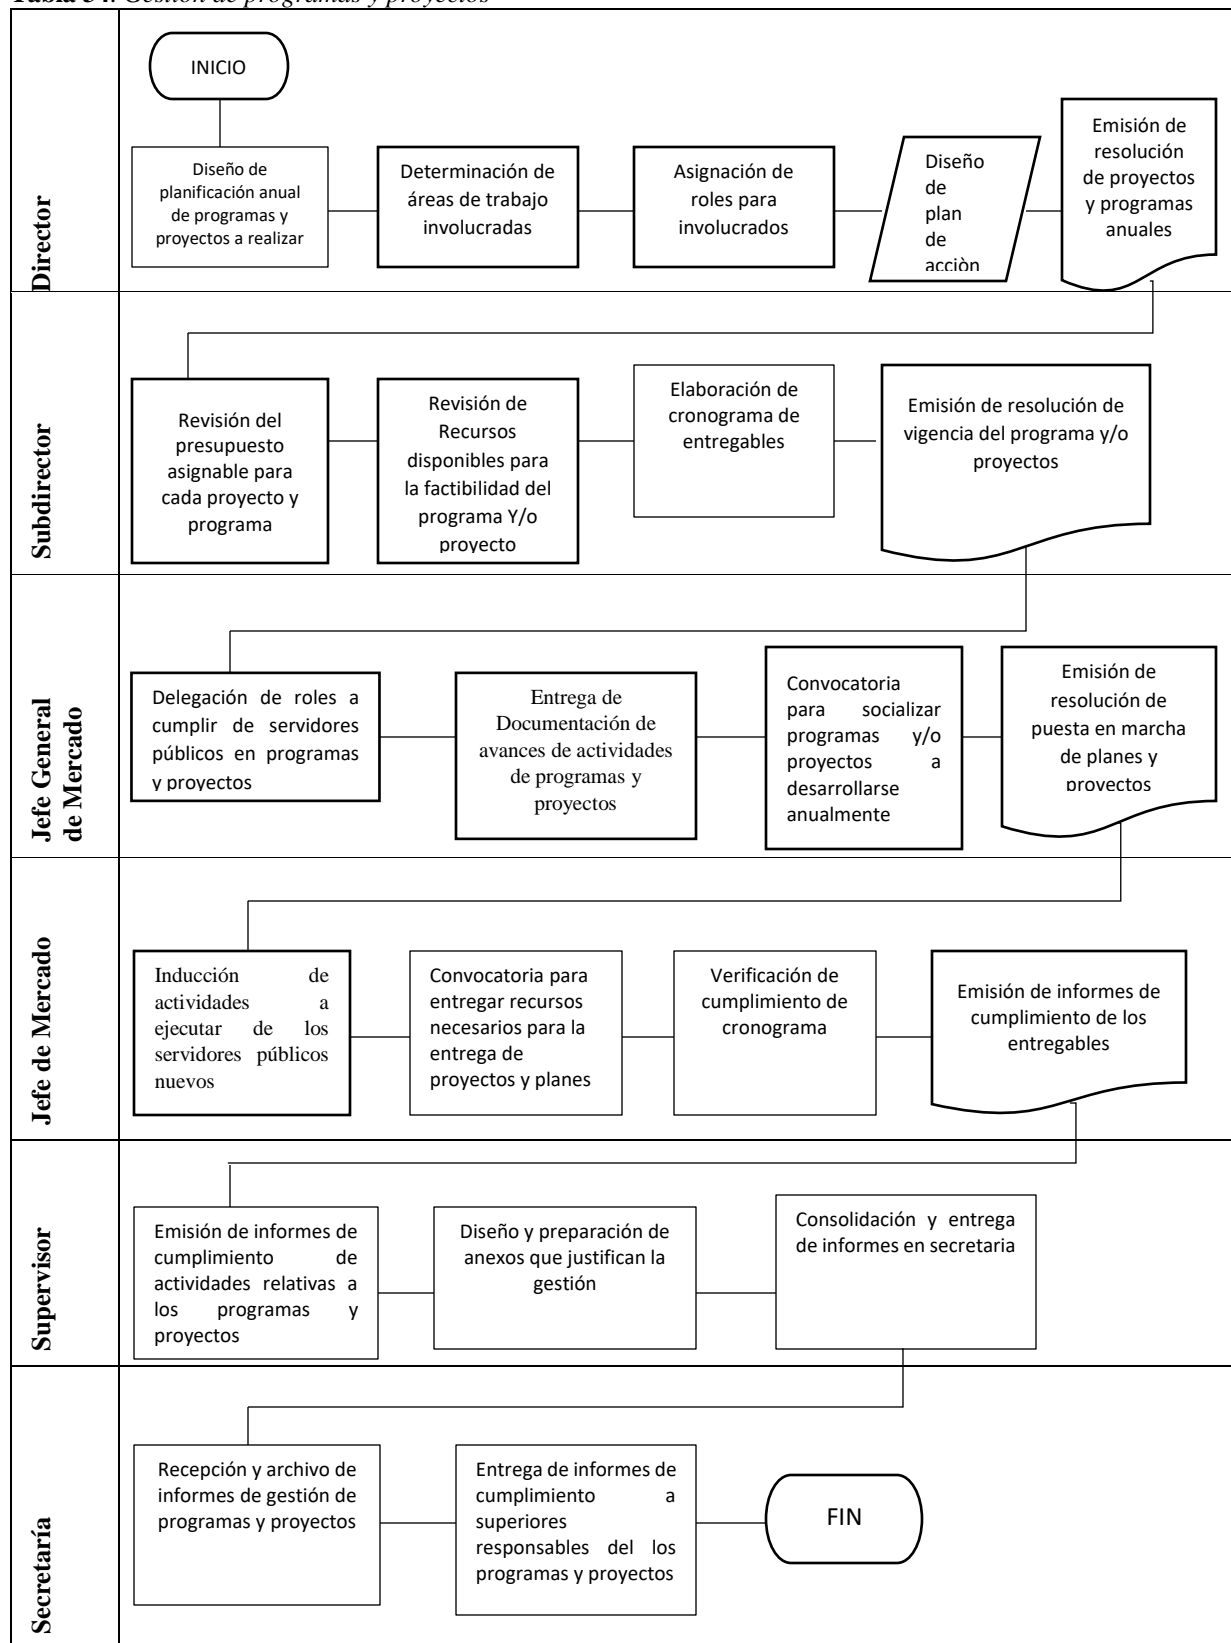 Tabla 34. Gestión de programas y proyectos
Director
INICIO
Diseño de
planificación anual
de programas y
proyectos a realizar
Determinación de
áreas de trabajo
involucradas
Asignación de
roles para
involucrados
Diseño
de
plan
de
acciòn
Emisión de
resolución
de proyectos
y programas
anuales
Subdirector
Revisión del
presupuesto
asignable para
cada proyecto y
programa
Revisión de
Recursos
disponibles para
la factibilidad del
programa Y/o
proyecto
Elaboración de
cronograma de
entregables
Emisión de resolución de
vigencia del programa y/o
proyectos
Jefe General
de Mercado
Delegación de roles a
cumplir de servidores
públicos en programas
y proyectos
Entrega de
Documentación de
avances de actividades
de programas y
proyectos
Convocatoria
para socializar
programas y/o
proyectos a
desarrollarse
anualmente
Emisión de
resolución de
puesta en marcha
de planes y
proyectos
Jefe de Mercado
Inducción de
actividades a
ejecutar de los
servidores públicos
nuevos
Convocatoria para
entregar recursos
necesarios para la
entrega de
proyectos y planes
Verificación de
cumplimiento de
cronograma
Emisión de informes de
cumplimiento de los
entregables
Supervisor
Emisión de informes de
cumplimiento de
actividades relativas a
los programas y
proyectos
Diseño y preparación de
anexos que justifican la
gestión
Consolidación y entrega
de informes en secretaria
Secretaría
Recepción y archivo de
informes de gestión de
programas y proyectos
Entrega de informes de
cumplimiento a
superiores
responsables del los
programas y proyectos
FIN